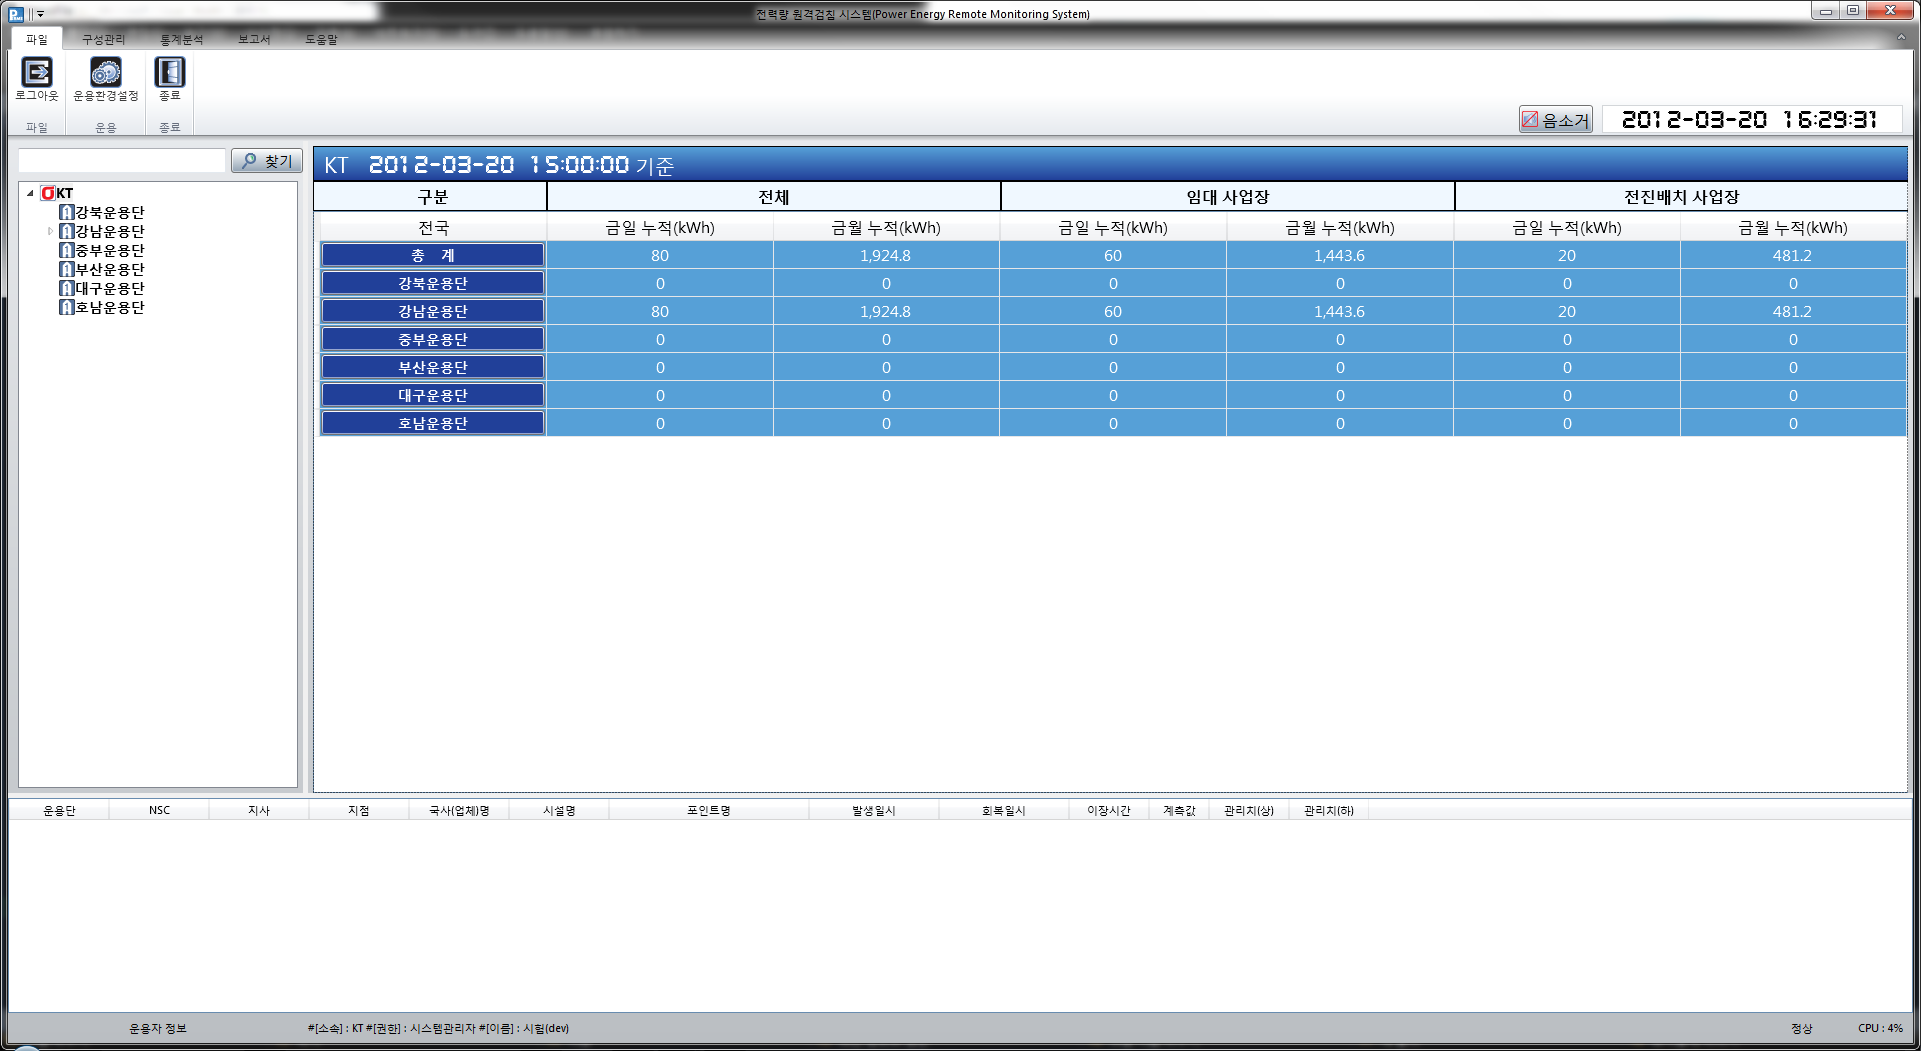 전력량 원격검침 시스템(Power Energy Remote Monitoring System)
파일 구성관리 통계분석 보고서 도움말
로그아웃 운용환경설정 종료
파일 운용 종료
음소거 2012-03-20 16:29:31
찾기
KT
강북운용단
강남운용단
중부운용단
부산운용단
대구운용단
호남운용단
KT 2012-03-20 15:00:00 기준
구분 전체 임대 사업장 전진배치 사업장
전국 금일 누적(kWh) 금월 누적(kWh) 금일 누적(kWh) 금월 누적(kWh) 금일 누적(kWh) 금월 누적(kWh)
총 계 80 1,924.8 60 1,443.6 20 481.2
강북운용단 0 0 0 0 0 0
강남운용단 80 1,924.8 60 1,443.6 20 481.2
중부운용단 0 0 0 0 0 0
부산운용단 0 0 0 0 0 0
대구운용단 0 0 0 0 0 0
호남운용단 0 0 0 0 0 0
운용단 NSC 지사 지점 국사(업체)명 시설명 포인트명 발생일시 회복일시 이장시간 계측값 관리치(상) 관리치(하)
운용자 정보 #[소속] : KT #[권한] : 시스템관리자 #[이름] : 시험(dev) 정상 CPU : 4%